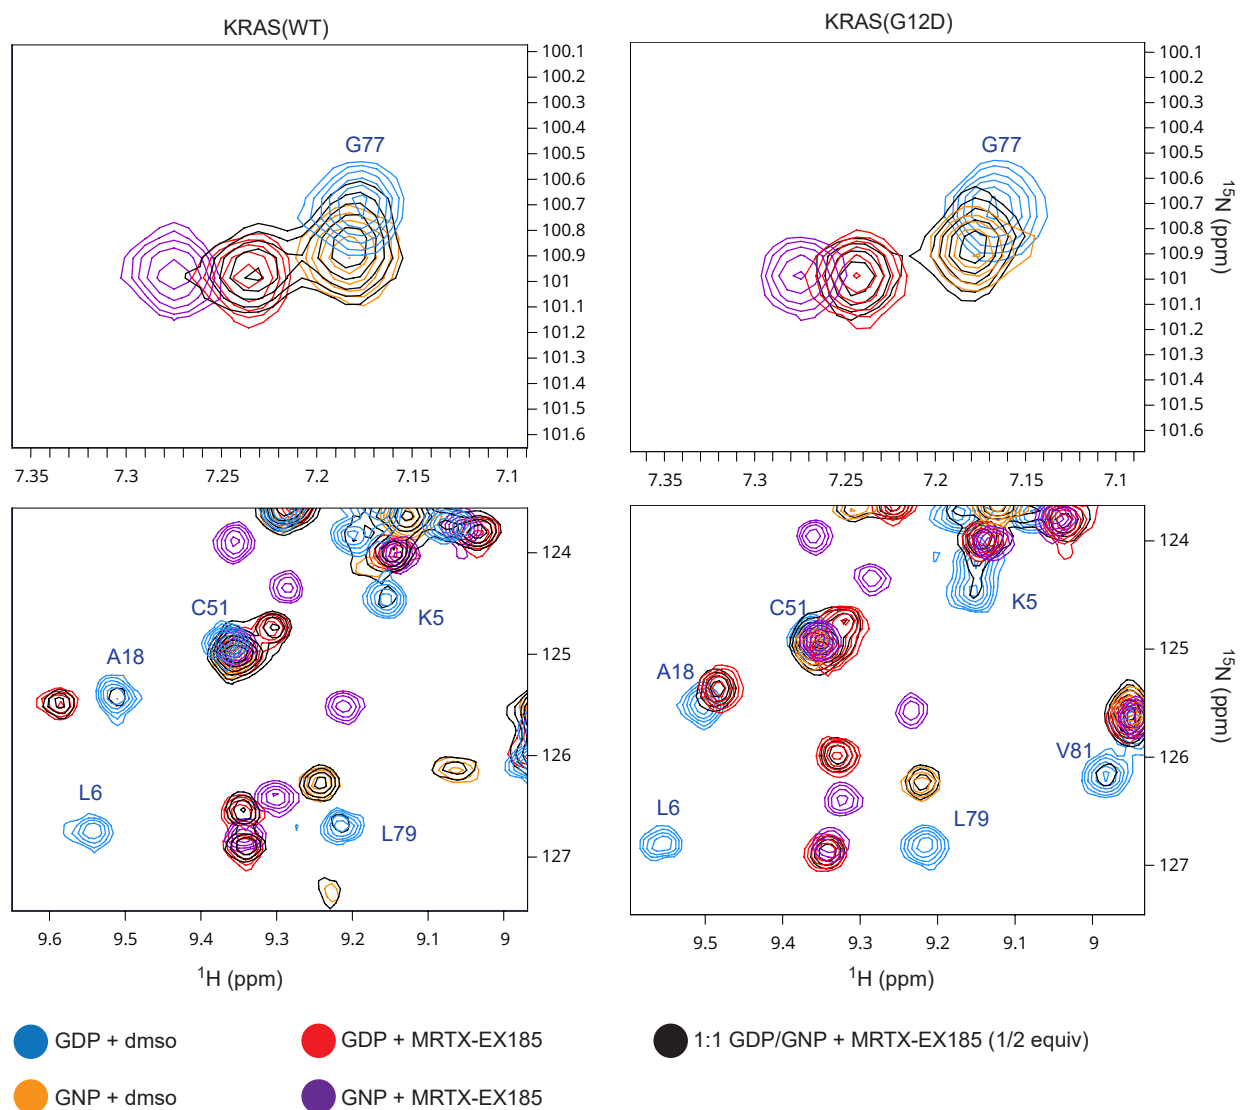 KRAS(WT)
KRAS(G12D)
G77
100.1
100.2
100.3
100.4
100.5
100.6
100.7
100.8
100.9
101
101.1
101.2
101.3
101.4
101.5
101.6
15N (ppm)
7.35
7.3
7.25
7.2
7.15
7.1
G77
100.1
100.2
100.3
100.4
100.5
100.6
100.7
100.8
100.9
101
101.1
101.2
101.3
101.4
101.5
101.6
15N (ppm)
7.35
7.3
7.25
7.2
7.15
7.1
C51
K5
A18
L6
L79
124
125
126
127
9.6
9.5
9.4
9.3
9.2
9.1
9
1H (ppm)
C51
K5
A18
V81
L6
L79
124
125
126
127
15N (ppm)
9.5
9.4
9.3
9.2
9.1
9
1H (ppm)
GDP + dmso
GDP + MRTX-EX185
1:1 GDP/GNP + MRTX-EX185 (1/2 equiv)
GNP + dmso
GNP + MRTX-EX185